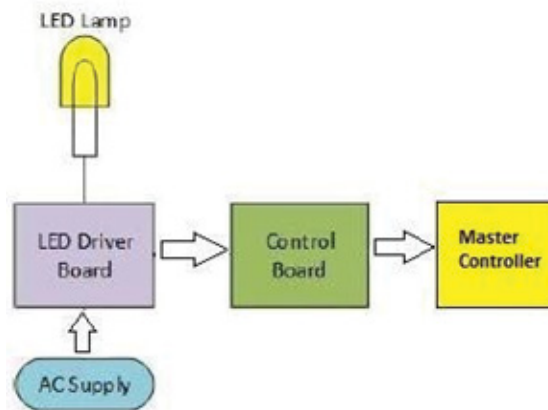 LED Lamp
LED Driver
Board
Control
Board
Master
Controller
AC Supply